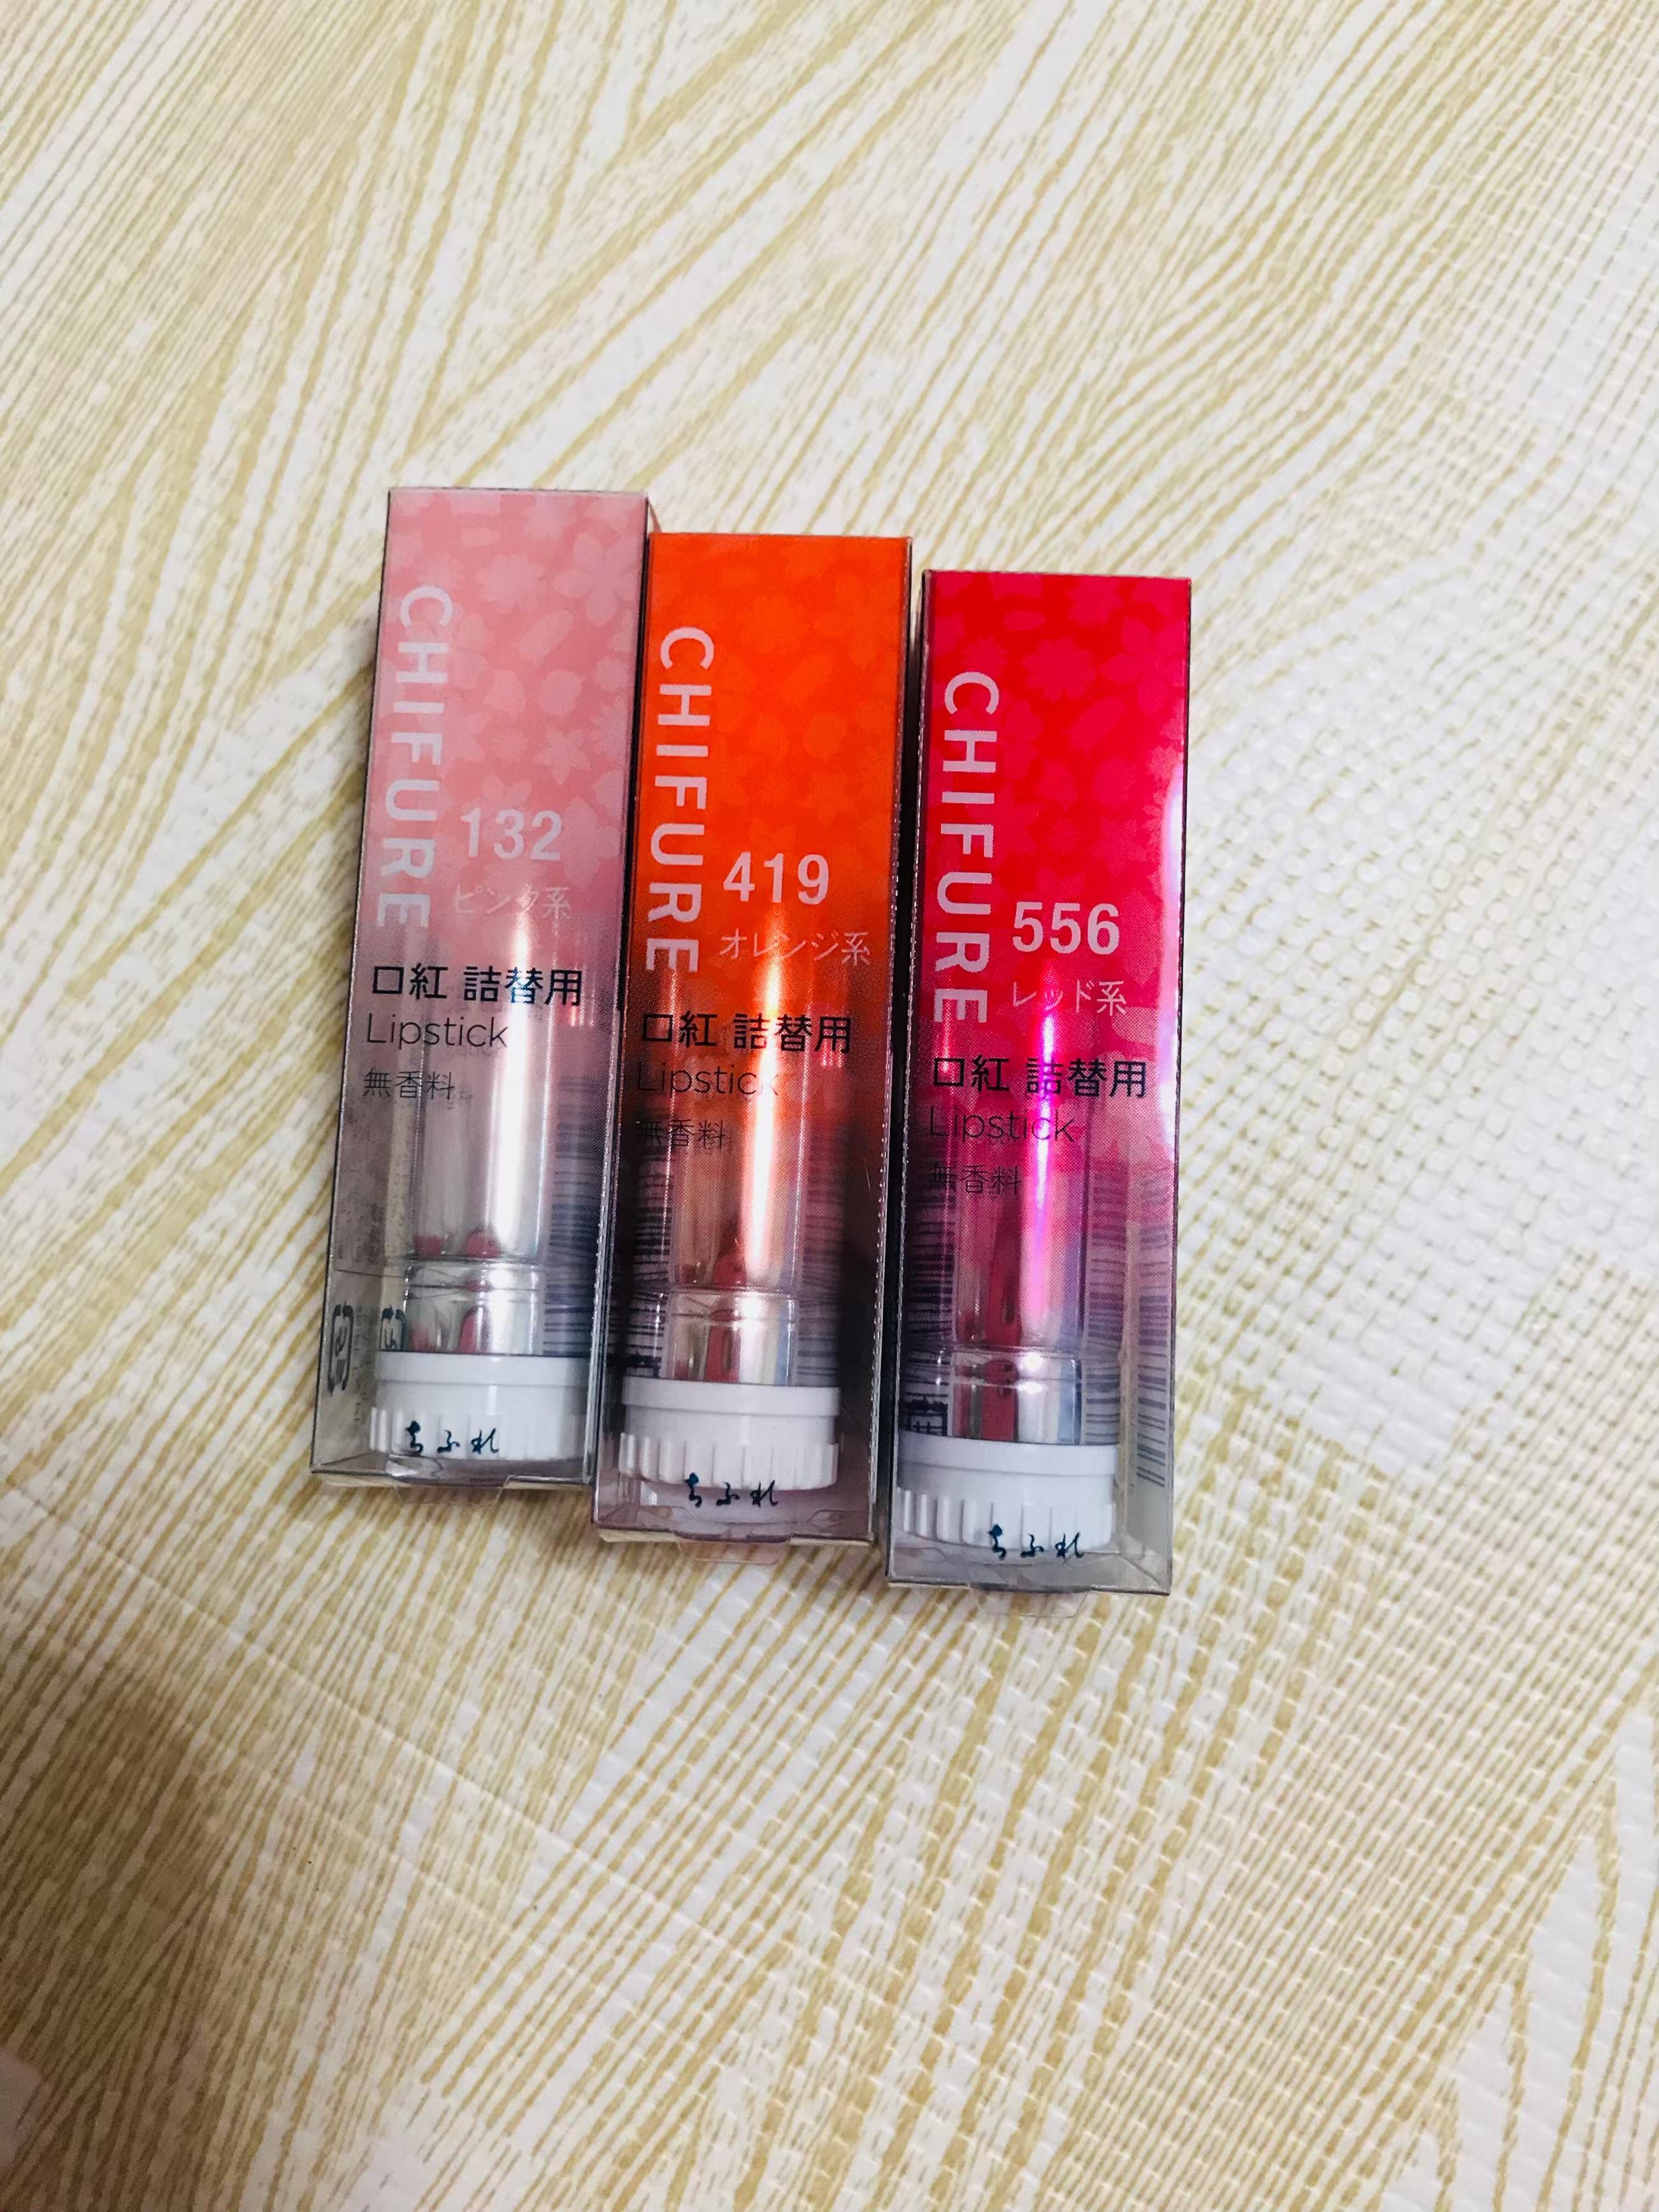 CHIFURE
132
ピンク系
口紅 詰替用
Lipstick
無香料
ちふれ
CHIFURE
419
オレンジ系
口紅 詰替用
Lipstick
無香料
ちふれ
CHIFURE
556
レッド系
口紅 詰替用
Lipstick
無香料
ちふれ